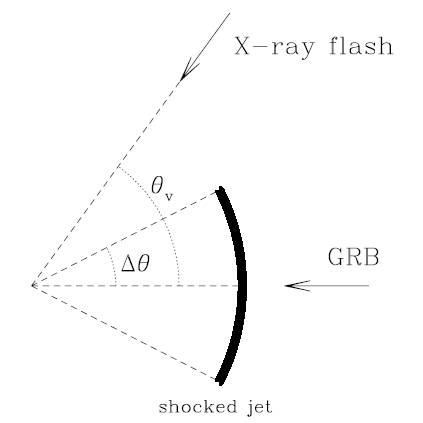 X-ray flash
θv
Δθ
GRB
shocked jet